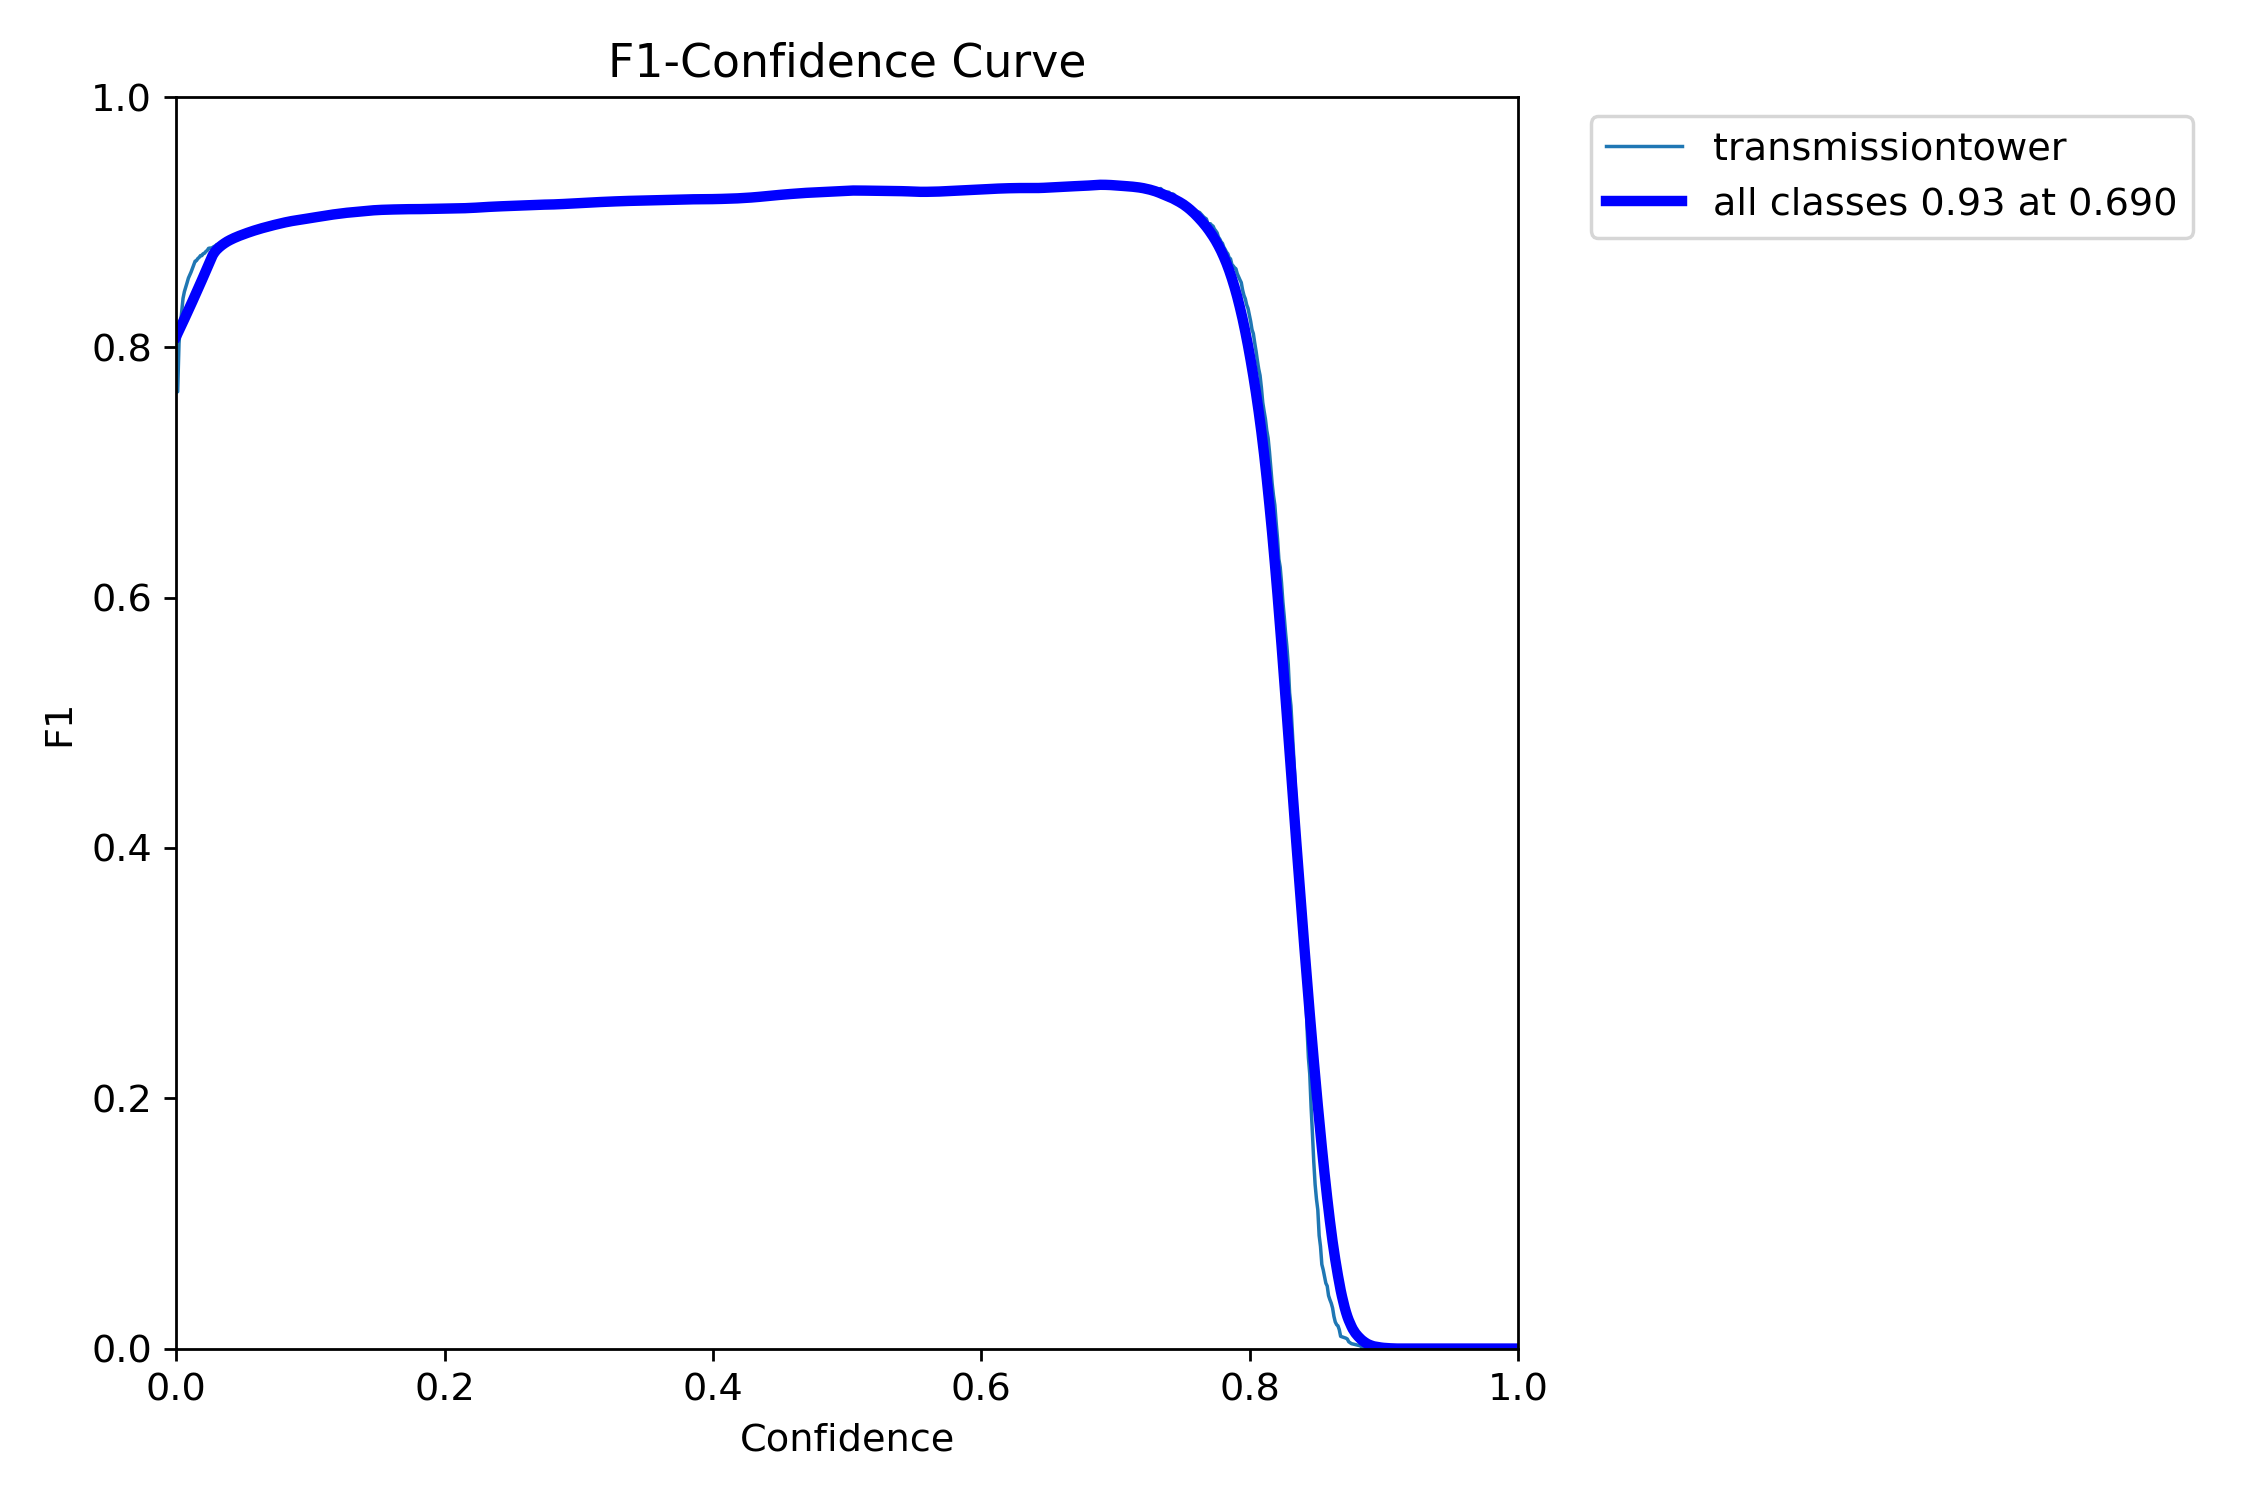 F1-Confidence Curve
1.0
0.8
0.6
0.4
0.2
0.0
F1
0.0 0.2 0.4 0.6 0.8 1.0
Confidence
transmissiontower
all classes 0.93 at 0.690